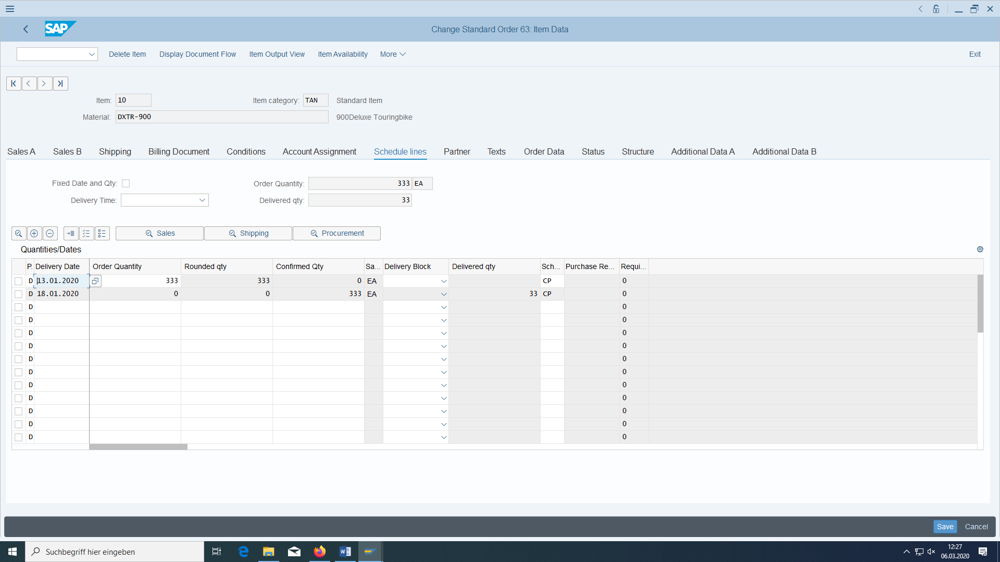 SAP
Change Standard Order 63: Item Data
Delete Item Display Document Flow Item Output View Item Availability More Exit
Item: 10 Item category: TAN Standard Item
Material: DXTR-900 900Deluxe Touringbike
Sales A Sales B Shipping Billing Document Conditions Account Assignment Schedule lines Partner Texts Order Data Status Structure Additional Data A Additional Data B
Fixed Date and Qty: Order Quantity: 333 EA
Delivery Time: Delivered qty: 33
Sales Shipping Procurement
Quantities/Dates
P. Delivery Date Order Quantity Rounded qty Confirmed Qty Sa... Delivery Block Delivered qty Sch... Purchase Re... Requi...
D 13.01.2020 333 333 0 EA CP 0
D 18.01.2020 0 0 333 EA 33 CP 0
D 0
D 0
D 0
D 0
D 0
D 0
D 0
D 0
D 0
D 0
D 0
Save Cancel
Suchbegriff hier eingeben
12:27
06.03.2020